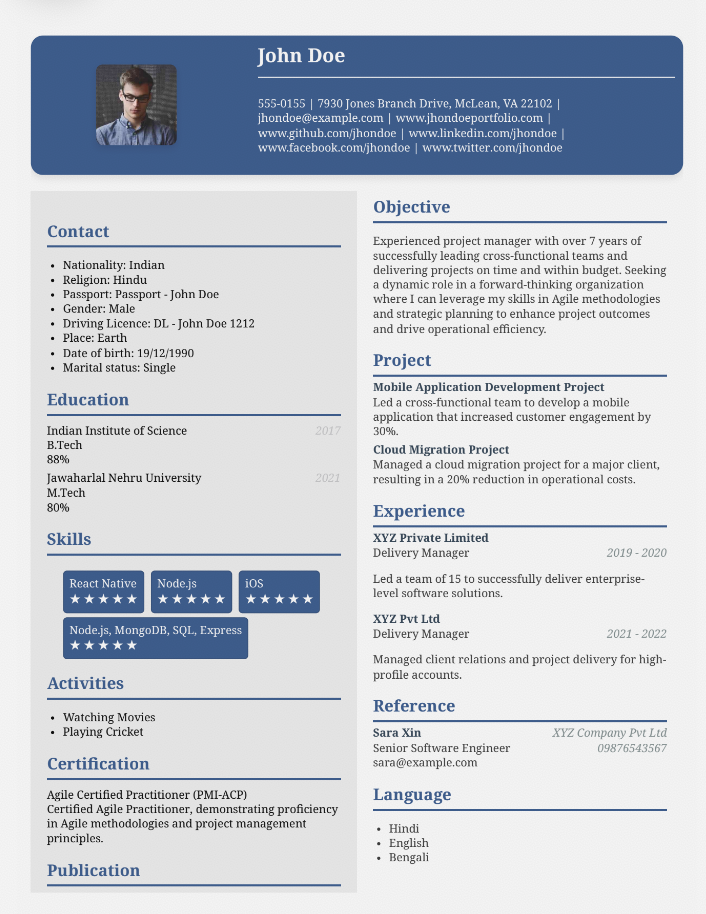 John Doe
555-0155 | 7930 Jones Branch Drive, McLean, VA 22102 |
jhondoe@example.com | www.jhondoeportfolio.com |
www.github.com/jhondoe | www.linkedin.com/jhondoe |
www.facebook.com/jhondoe | www.twitter.com/jhondoe
Contact
• Nationality: Indian
• Religion: Hindu
• Passport: Passport - John Doe
• Gender: Male
• Driving Licence: DL - John Doe 1212
• Place: Earth
• Date of birth: 19/12/1990
• Marital status: Single
Education
Indian Institute of Science 2017
B.Tech
88%
Jawaharlal Nehru University 2021
M.Tech
80%
Skills
React Native Node.js iOS
★★★★★ ★★★★★ ★★★★★
Node.js, MongoDB, SQL, Express
★★★★★
Activities
• Watching Movies
• Playing Cricket
Certification
Agile Certified Practitioner (PMI-ACP)
Certified Agile Practitioner, demonstrating proficiency
in Agile methodologies and project management
principles.
Publication
Objective
Experienced project manager with over 7 years of
successfully leading cross-functional teams and
delivering projects on time and within budget. Seeking
a dynamic role in a forward-thinking organization
where I can leverage my skills in Agile methodologies
and strategic planning to enhance project outcomes
and drive operational efficiency.
Project
Mobile Application Development Project
Led a cross-functional team to develop a mobile
application that increased customer engagement by
30%.
Cloud Migration Project
Managed a cloud migration project for a major client,
resulting in a 20% reduction in operational costs.
Experience
XYZ Private Limited
Delivery Manager 2019 - 2020
Led a team of 15 to successfully deliver enterprise-
level software solutions.
XYZ Pvt Ltd
Delivery Manager 2021 - 2022
Managed client relations and project delivery for high-
profile accounts.
Reference
Sara Xin XYZ Company Pvt Ltd
Senior Software Engineer 09876543567
sara@example.com
Language
• Hindi
• English
• Bengali